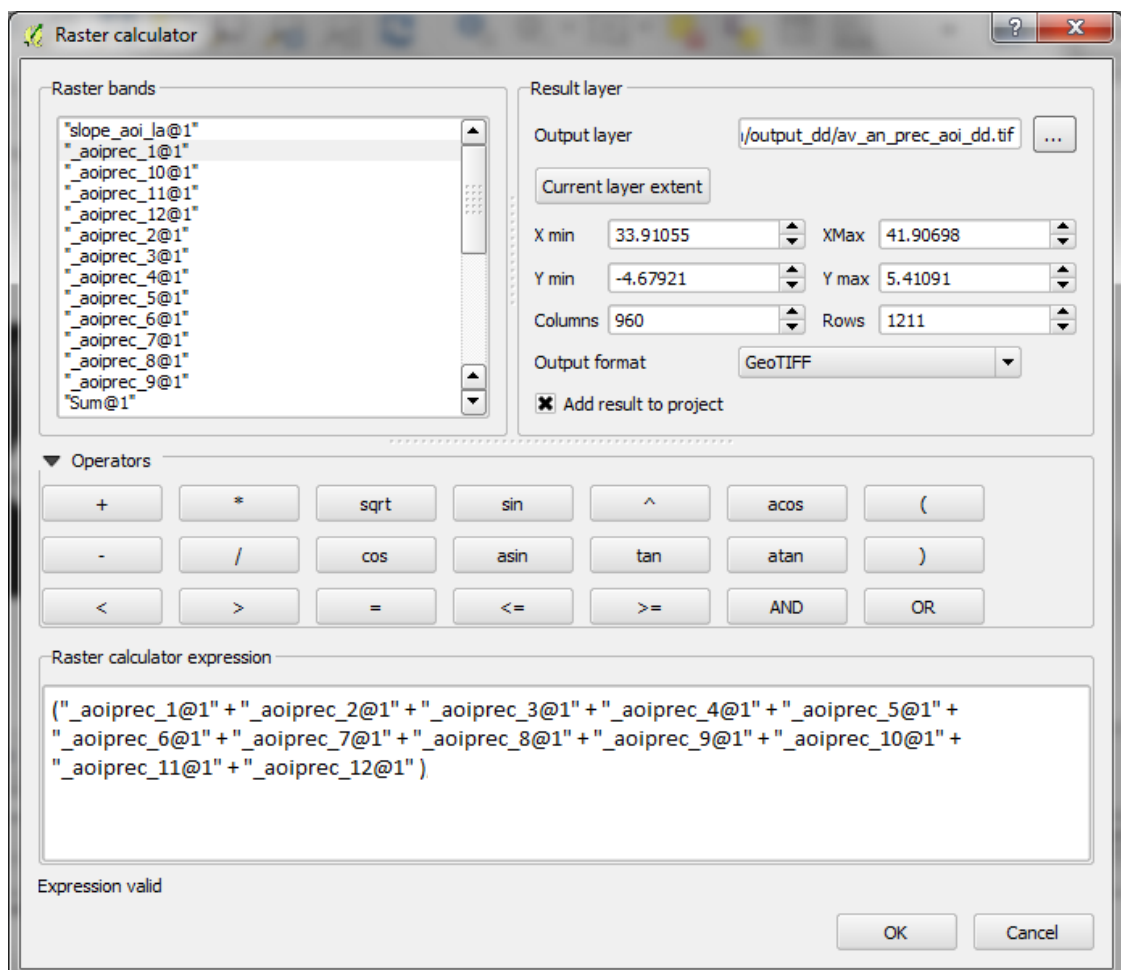 Raster calculator
?
X
Raster bands
"slope_aoi_la@1"
"_aoiprec_1@1"
"_aoiprec_10@1"
"_aoiprec_11@1"
"_aoiprec_12@1"
"_aoiprec_2@1"
"_aoiprec_3@1"
"_aoiprec_4@1"
"_aoiprec_5@1"
"_aoiprec_6@1"
"_aoiprec_7@1"
"_aoiprec_8@1"
"_aoiprec_9@1"
"Sum@1"
Result layer
Output layer /output_dd/av_an_prec_aoi_dd.tif ...
Current layer extent
X min 33.91055 XMax 41.90698
Y min -4.67921 Y max 5.41091
Columns 960 Rows 1211
Output format GeoTIFF
Add result to project
Operators
+ * sqrt sin ^ acos (
- / cos asin tan atan )
< > = <= >= AND OR
Raster calculator expression
("_aoiprec_1@1" + "_aoiprec_2@1" + "_aoiprec_3@1" + "_aoiprec_4@1" + "_aoiprec_5@1" +
"_aoiprec_6@1" + "_aoiprec_7@1" + "_aoiprec_8@1" + "_aoiprec_9@1" + "_aoiprec_10@1" +
"_aoiprec_11@1" + "_aoiprec_12@1" )
Expression valid
OK Cancel